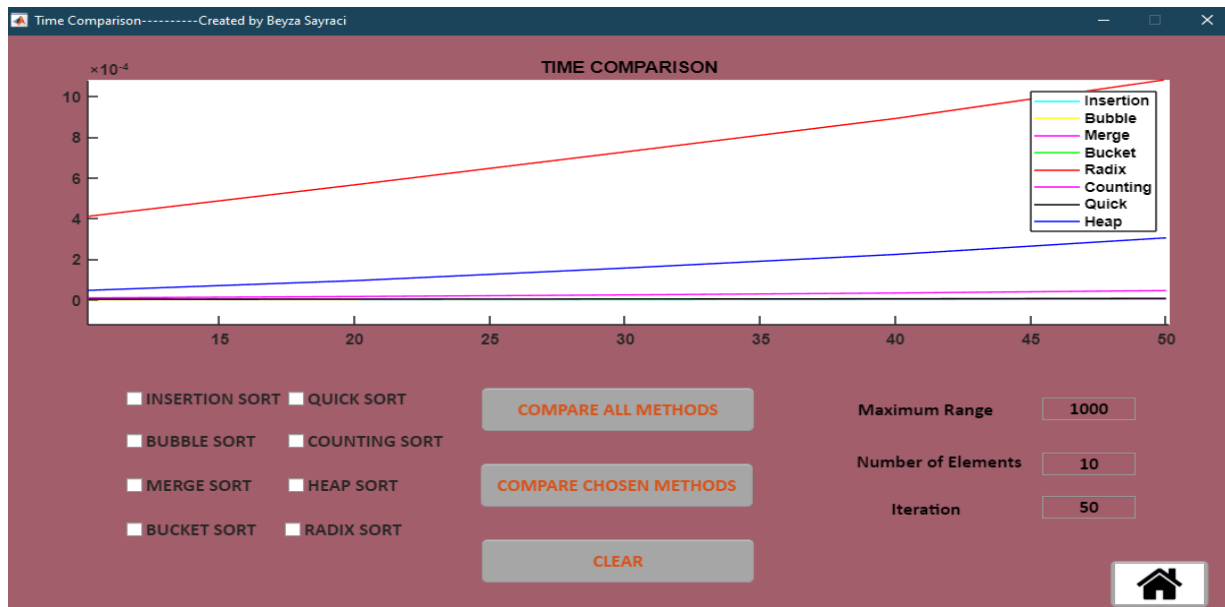 Time Comparison----------Created by Beyza Sayraci
TIME COMPARISON
×10-4
10
8
6
4
2
0
15 20 25 30 35 40 45 50
Insertion
Bubble
Merge
Bucket
Radix
Counting
Quick
Heap
INSERTION SORT QUICK SORT
BUBBLE SORT COUNTING SORT
MERGE SORT HEAP SORT
BUCKET SORT RADIX SORT
COMPARE ALL METHODS
COMPARE CHOSEN METHODS
CLEAR
Maximum Range 1000
Number of Elements 10
Iteration 50